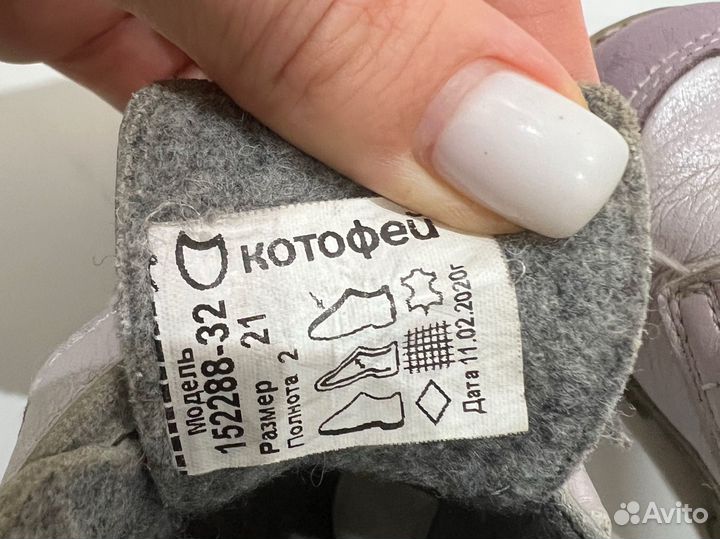 котофей
Модель
152288-32
Размер 21
Полнота 2
Дата 11.02.2020г
Avito